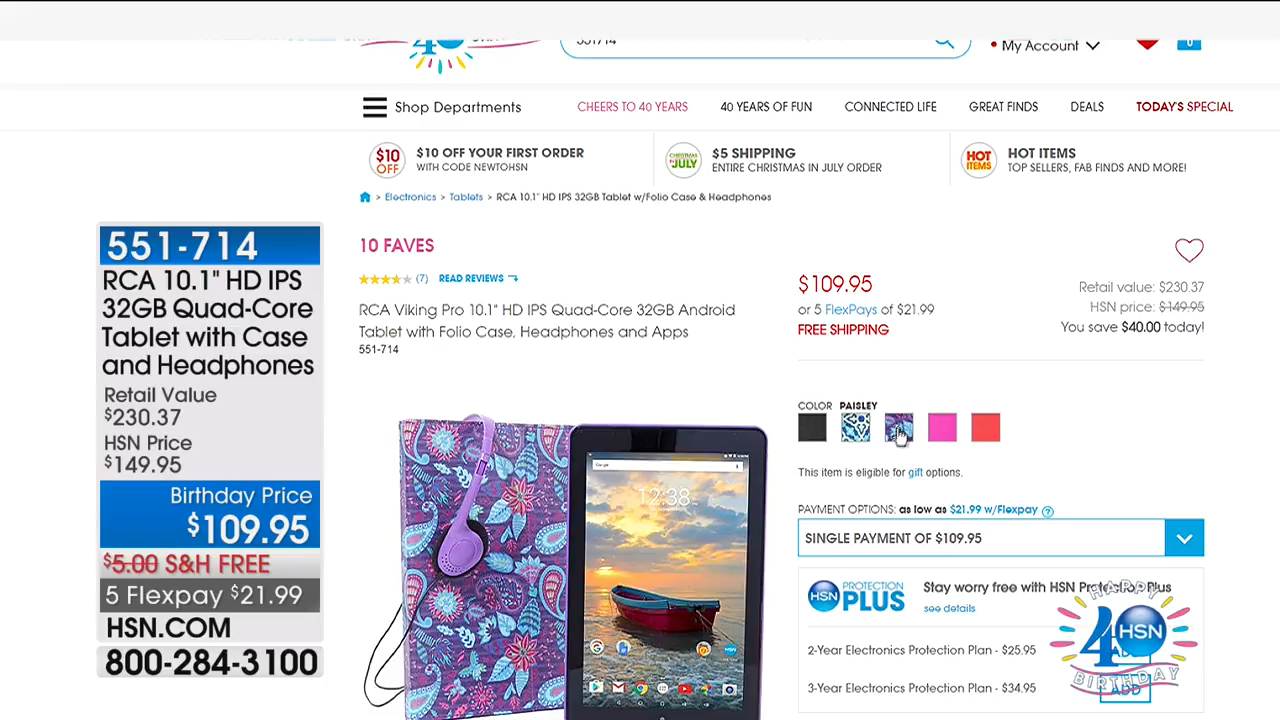 551714
My Account
0
Shop Departments
CHEERS TO 40 YEARS
40 YEARS OF FUN
CONNECTED LIFE
GREAT FINDS
DEALS
TODAY'S SPECIAL
$10 OFF
$10 OFF YOUR FIRST ORDER
WITH CODE NEWTOHSN
CHRISTMAS IN JULY
$5 SHIPPING
ENTIRE CHRISTMAS IN JULY ORDER
HOT ITEMS
HOT ITEMS
TOP SELLERS, FAB FINDS AND MORE!
> Electronics > Tablets > RCA 10.1" HD IPS 32GB Tablet w/Folio Case & Headphones
551-714
RCA 10.1" HD IPS
32GB Quad-Core
Tablet with Case
and Headphones
Retail Value
$230.37
HSN Price
$149.95
Birthday Price
$109.95
$5.00 S&H FREE
5 Flexpay $21.99
HSN.COM
800-284-3100
10 FAVES
(7) READ REVIEWS
RCA Viking Pro 10.1" HD IPS Quad-Core 32GB Android
Tablet with Folio Case, Headphones and Apps
551-714
Google
12:38
$109.95
or 5 FlexPays of $21.99
FREE SHIPPING
Retail value: $230.37
HSN price: $149.95
You save $40.00 today!
COLOR PAISLEY
This item is eligible for gift options.
PAYMENT OPTIONS: as low as $21.99 w/Flexpay ?
SINGLE PAYMENT OF $109.95
HSN PROTECTION PLUS
Stay worry free with HSN Protection Plus
see details
2-Year Electronics Protection Plan - $25.95
3-Year Electronics Protection Plan - $34.95
ADD
HAPPY
40 HSN
BIRTHDAY